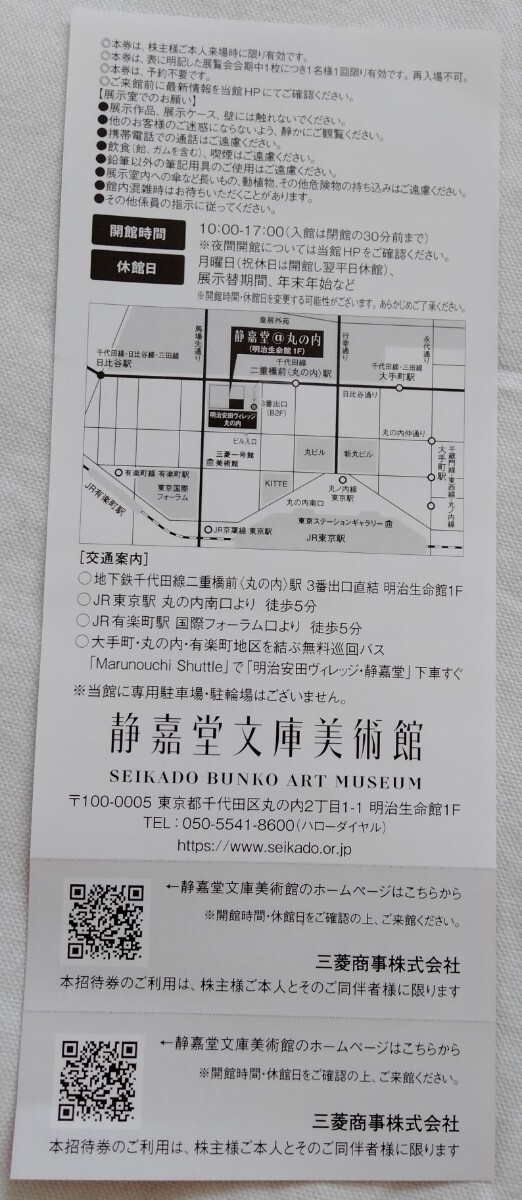 ◎本券は、株主様ご本人来場時に限り有効です。
◎本券は、表に明記した展覧会会期中1枚につき1名様1回限り有効です。再入場不可。
◎本券は、予約不要です。
◎ご来館前に最新情報を当館HPにてご確認ください。
【展示室でのお願い】
●展示作品、展示ケース、壁には触れないでください。
●他のお客様のご迷惑にならないよう、静かにご観覧ください。
●携帯電話での通話はご遠慮ください。
●飲食(飴、ガムを含む)、喫煙はご遠慮ください。
●鉛筆以外の筆記用具のご使用はご遠慮ください。
●展示室内への傘など長いもの、動植物、その他危険物の持ち込みはご遠慮ください。
●館内混雑時はお待ちいただくことがあります。
●その他係員の指示に従ってください。
開館時間 10:00-17:00(入館は閉館の30分前まで)
※夜間開館については当館HPをご確認ください。
休館日 月曜日(祝休日は開館し翌平日休館)、
展示替期間、年末年始など
※開館時間・休館日を変更する可能性がございます。あらかじめご了承ください。
皇居外苑
馬場先通り
静嘉堂@丸の内
(明治生命館1F)
行幸通り
永代通り
千代田線・日比谷線・三田線
日比谷駅
千代田線
二重橋前〈丸の内〉駅
千代田線・三田線
大手町駅
日比谷通り
3番出口
(B2F)
明治安田ヴィレッジ
丸の内
ビル入口
丸の内仲通り
三菱一号館
美術館
丸ビル
新丸ビル
大手町駅
半蔵門線・東西線・丸ノ内線
有楽町線 有楽町駅
東京国際
フォーラム
KITTE
丸ノ内線
東京駅
丸の内南口
JR有楽町駅
JR京葉線 東京駅
東京ステーションギャラリー
JR東京駅
[交通案内]
○地下鉄千代田線二重橋前〈丸の内〉駅 3番出口直結 明治生命館1F
○JR東京駅 丸の内南口より 徒歩5分
○JR有楽町駅 国際フォーラム口より 徒歩5分
○大手町・丸の内・有楽町地区を結ぶ無料巡回バス
「Marunouchi Shuttle」で「明治安田ヴィレッジ・静嘉堂」下車すぐ
※当館に専用駐車場・駐輪場はございません。
静嘉堂文庫美術館
SEIKADO BUNKO ART MUSEUM
〒100-0005 東京都千代田区丸の内2丁目1-1 明治生命館1F
TEL:050-5541-8600(ハローダイヤル)
https://www.seikado.or.jp
←静嘉堂文庫美術館のホームページはこちらから
※開館時間・休館日をご確認の上、ご来館ください。
三菱商事株式会社
本招待券のご利用は、株主様ご本人とそのご同伴者様に限ります
←静嘉堂文庫美術館のホームページはこちらから
※開館時間・休館日をご確認の上、ご来館ください。
三菱商事株式会社
本招待券のご利用は、株主様ご本人とそのご同伴者様に限ります